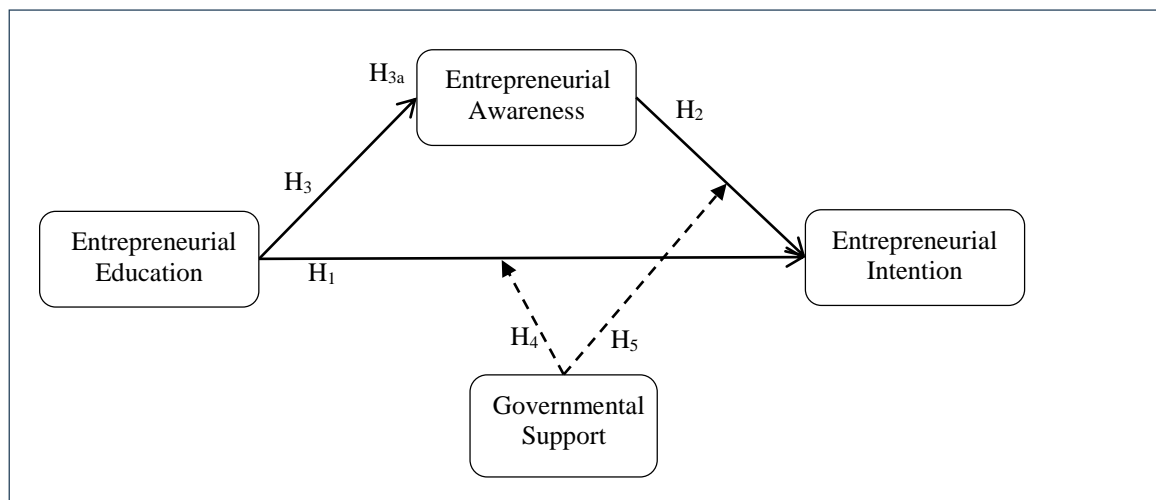 H3a
Entrepreneurial
Awareness
H2
H3
Entrepreneurial
Education
H1
Entrepreneurial
Intention
H4
H5
Governmental
Support